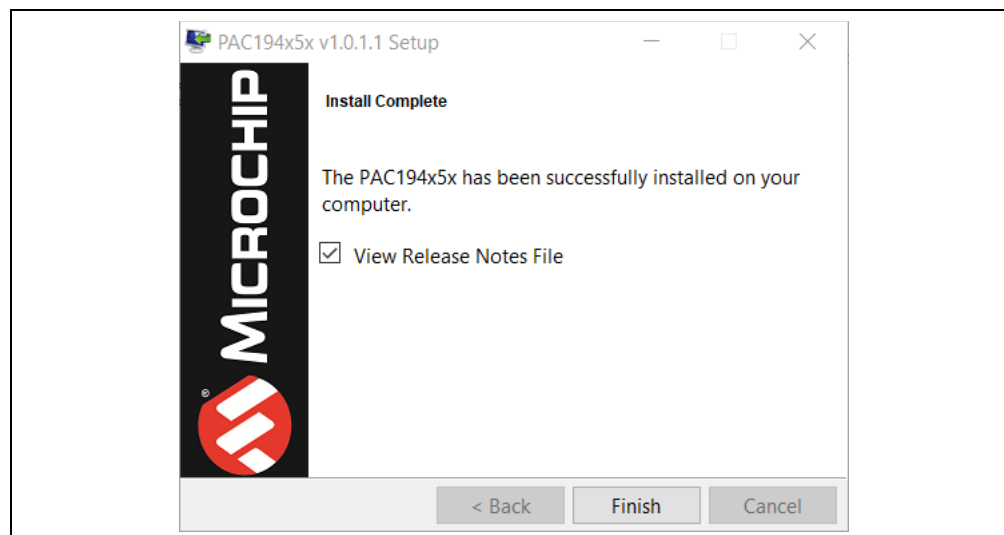 PAC194x5x v1.0.1.1 Setup
Install Complete
The PAC194x5x has been successfully installed on your
computer.
View Release Notes File
MICROCHIP
®
< Back
Finish
Cancel